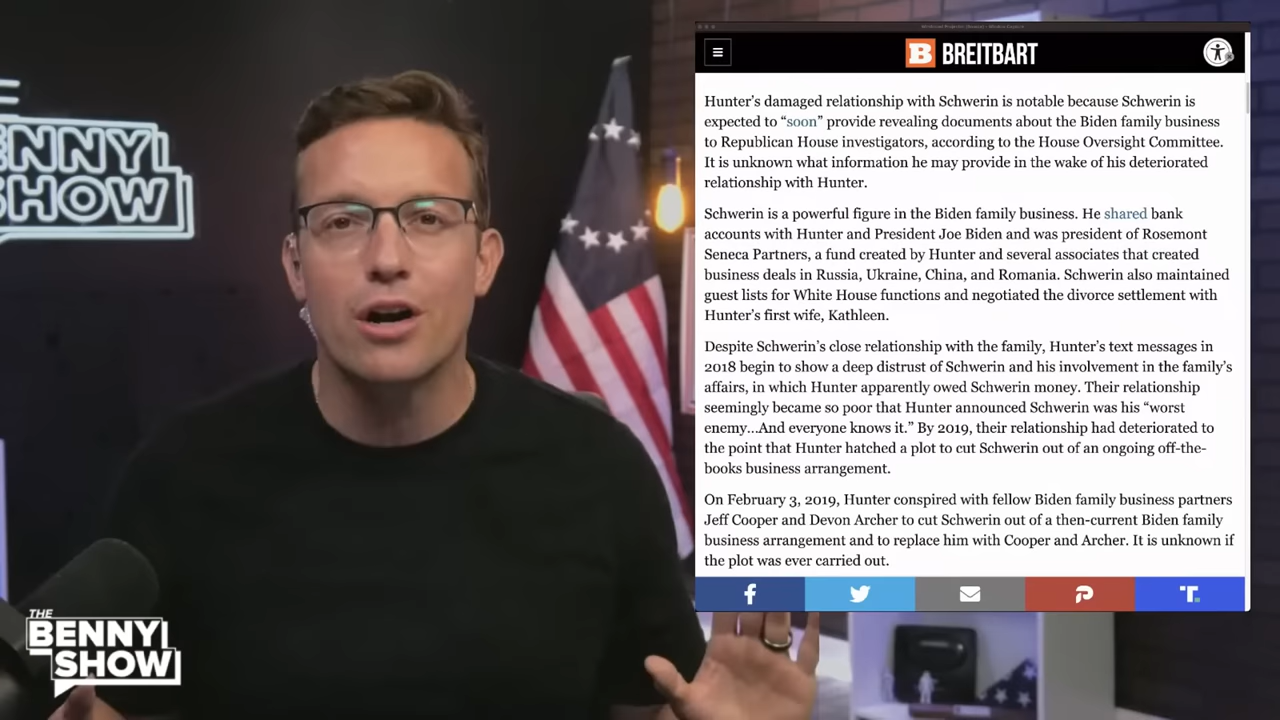 ENNY
SHOW
BREITBART
Hunter's damaged relationship with Schwerin is notable because Schwerin is
expected to “soon” provide revealing documents about the Biden family business
to Republican House investigators, according to the House Oversight Committee.
It is unknown what information he may provide in the wake of his deteriorated
relationship with Hunter.
Schwerin is a powerful figure in the Biden family business. He shared bank
accounts with Hunter and President Joe Biden and was president of Rosemont
Seneca Partners, a fund created by Hunter and several associates that created
business deals in Russia, Ukraine, China, and Romania. Schwerin also maintained
guest lists for White House functions and negotiated the divorce settlement with
Hunter's first wife, Kathleen.
Despite Schwerin's close relationship with the family, Hunter's text messages in
2018 begin to show a deep distrust of Schwerin and his involvement in the family's
affairs, in which Hunter apparently owed Schwerin money. Their relationship
seemingly became so poor that Hunter announced Schwerin was his “worst
enemy...And everyone knows it.” By 2019, their relationship had deteriorated to
the point that Hunter hatched a plot to cut Schwerin out of an ongoing off-the-
books business arrangement.
On February 3, 2019, Hunter conspired with fellow Biden family business partners
Jeff Cooper and Devon Archer to cut Schwerin out of a then-current Biden family
business arrangement and to replace him with Cooper and Archer. It is unknown if
the plot was ever carried out.
THE
BENNY
SHOW